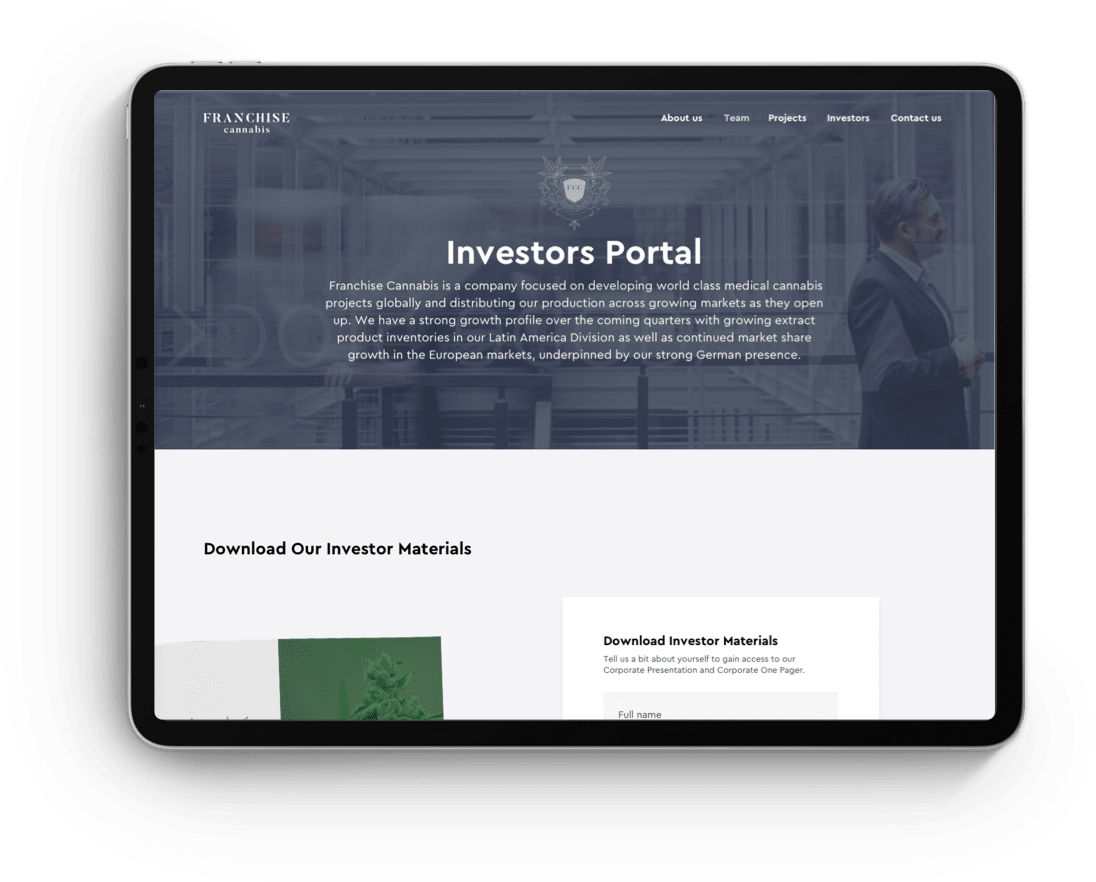 FRANCHISE
cannabis
About us Team Projects Investors Contact us
Investors Portal
Franchise Cannabis is a company focused on developing world class medical cannabis
projects globally and distributing our production across growing markets as they open
up. We have a strong growth profile over the coming quarters with growing extract
product inventories in our Latin America Division as well as continued market share
growth in the European markets, underpinned by our strong German presence.
Download Our Investor Materials
Download Investor Materials
Tell us a bit about yourself to gain access to our
Corporate Presentation and Corporate One Pager.
Full name